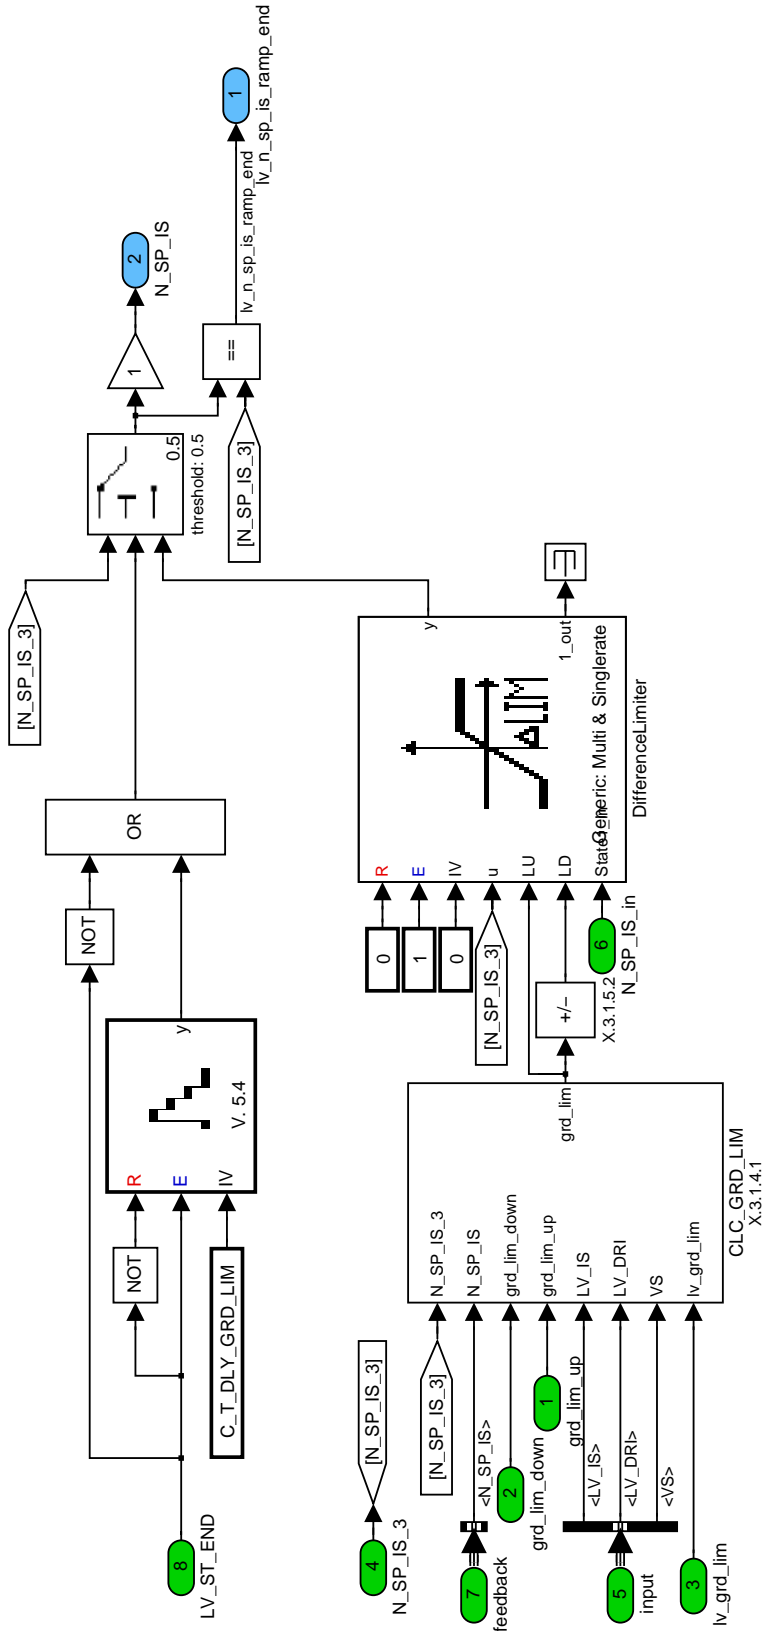 8
LV_ST_END
NOT
NOT
C_T_DLY_GRD_LIM
R
E
IV
y
V. 5.4
OR
[N_SP_IS_3]
0.5
threshold: 0.5
1
2
N_SP_IS
[N_SP_IS_3]
==
lv_n_sp_is_ramp_end
1
lv_n_sp_is_ramp_end
4
N_SP_IS_3
[N_SP_IS_3]
[N_SP_IS_3]
7
feedback
<N_SP_IS>
2
grd_lim_down
1
grd_lim_up
5
input
<LV_IS>
<LV_DRI>
<VS>
3
lv_grd_lim
N_SP_IS_3
N_SP_IS
grd_lim_down
grd_lim_up
LV_IS
LV_DRI
VS
lv_grd_lim
grd_lim
CLC_GRD_LIM
X.3.1.4.1
0
1
0
[N_SP_IS_3]
+/−
X.3.1.5.2
6
N_SP_IS_in
R
E
IV
u
LU
LD
State1_in
y
1_out
ΔLIM
Generic: Multi & Singlerate
DifferenceLimiter